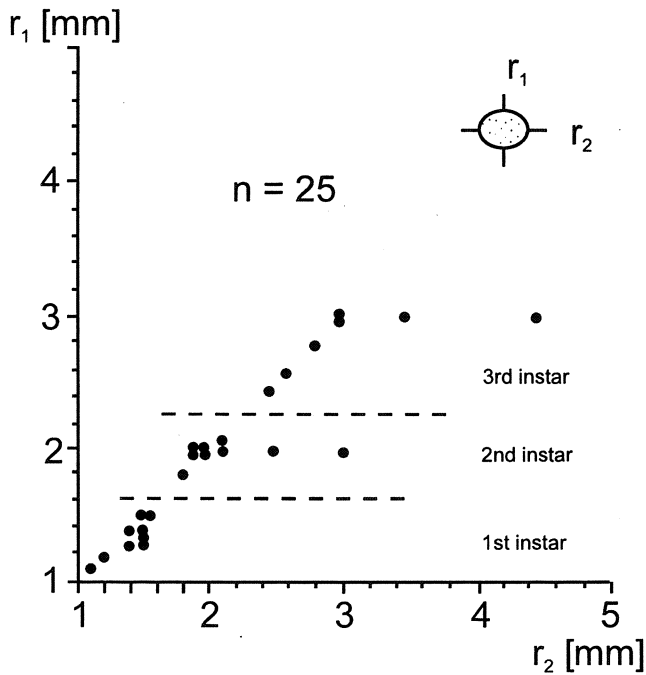 r₁ [mm]
r₁
r₂
n = 25
4
3
3rd instar
2
2nd instar
1st instar
1
1 2 3 4 5
r₂ [mm]